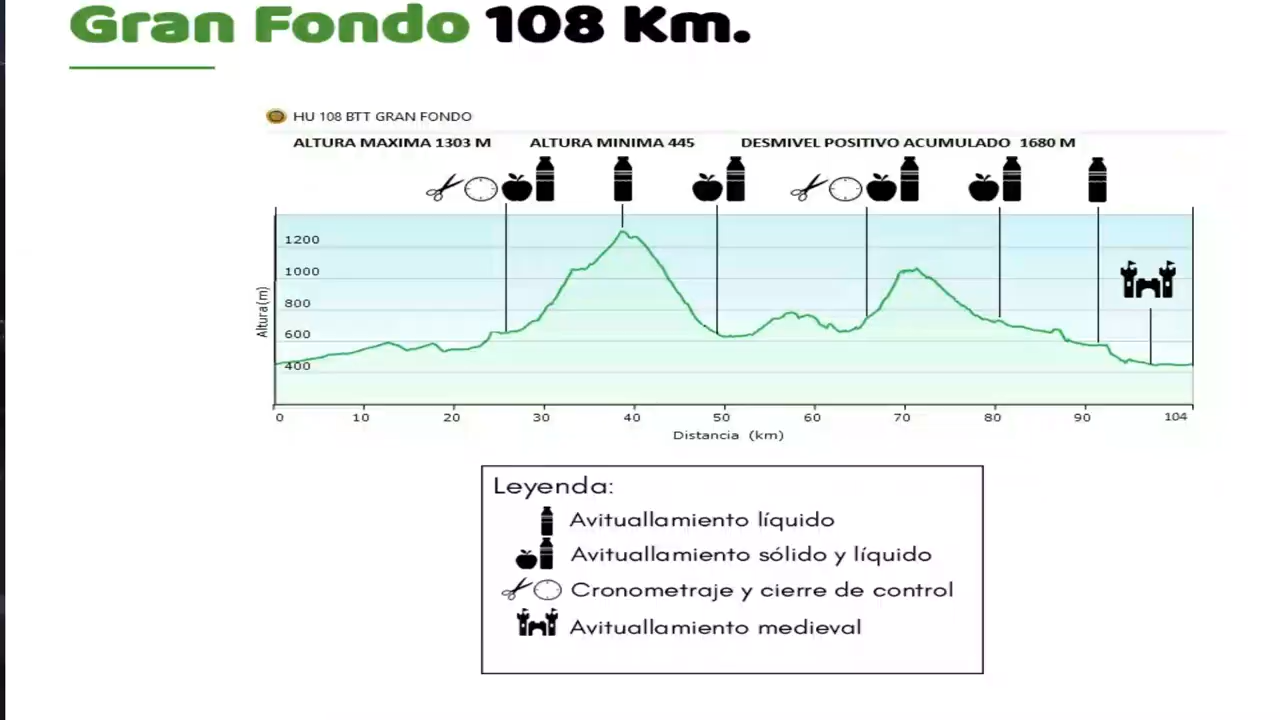 Gran Fondo 108 Km.
HU 108 BTT GRAN FONDO
ALTURA MAXIMA 1303 M ALTURA MINIMA 445 DESMIVEL POSITIVO ACUMULADO 1680 M
1200
1000
800
600
400
Altura(m)
0 10 20 30 40 50 60 70 80 90 104
Distancia (km)
Leyenda:
Avituallamiento líquido
Avituallamiento sólido y líquido
Cronometraje y cierre de control
Avituallamiento medieval